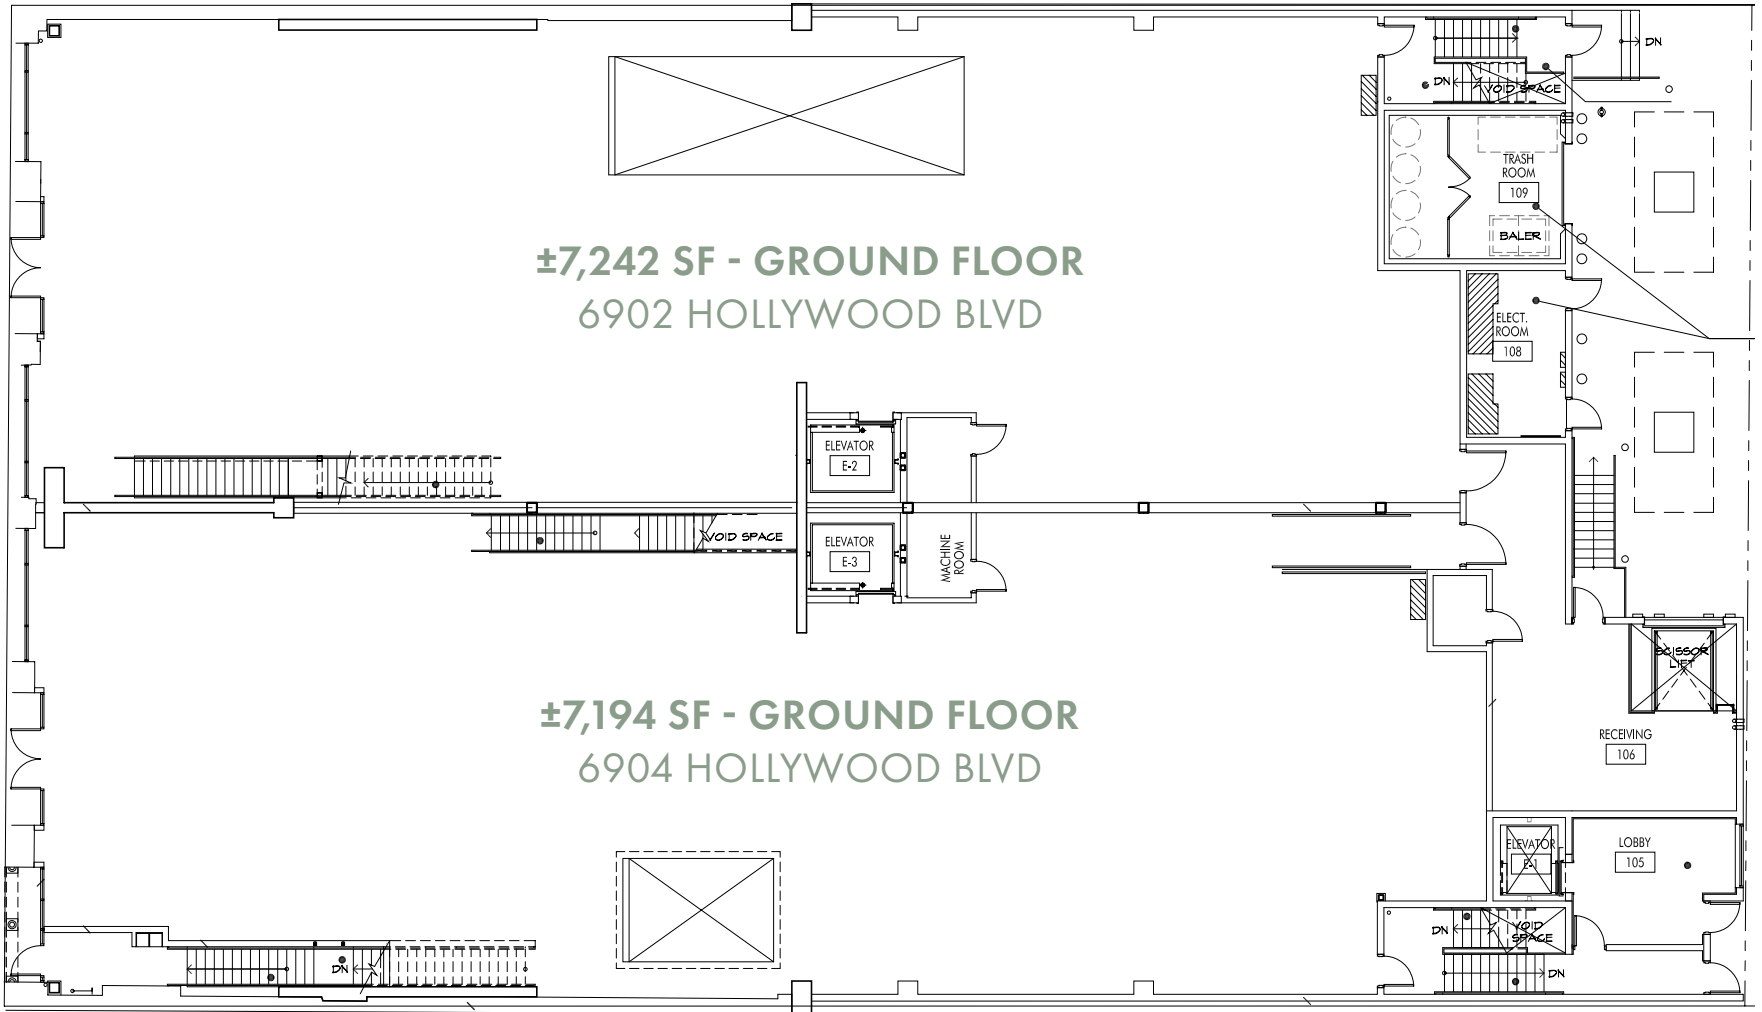 DN
DN
VOID SPACE
TRASH
ROOM
109
BALER
±7,242 SF - GROUND FLOOR
6902 HOLLYWOOD BLVD
ELECT.
ROOM
108
ELEVATOR
E-2
VOID SPACE
ELEVATOR
E-3
MACHINE
ROOM
SCISSOR
LIFT
±7,194 SF - GROUND FLOOR
6904 HOLLYWOOD BLVD
RECEIVING
106
ELEVATOR
E-1
LOBBY
105
DN
VOID
SPACE
DN
DN